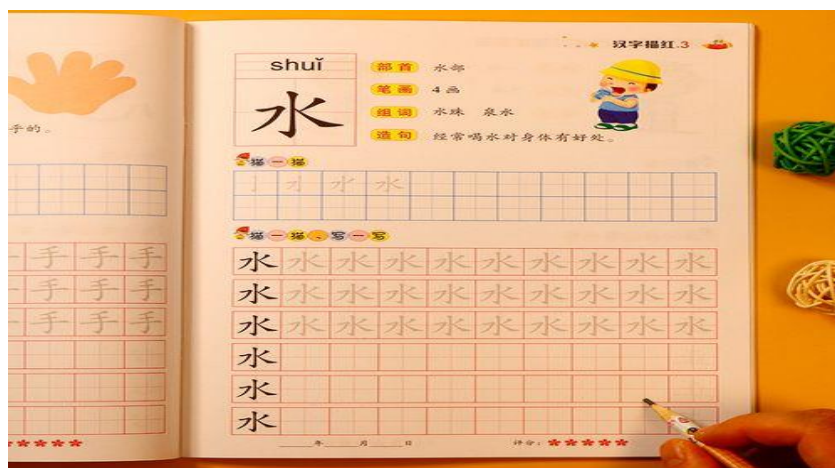 手的。
手 手 手
手 手 手
手 手 手
汉字描红.3
shuǐ
水
部首 水部
笔画 4画
组词 水珠 泉水
造句 经常喝水对身体有好处。
描一描
水 水
描一描、写一写
水 水 水 水 水 水 水 水 水 水
水 水 水 水 水 水 水 水 水 水
水 水 水 水 水 水 水 水 水 水
水
水
水
年 月 日 评分: